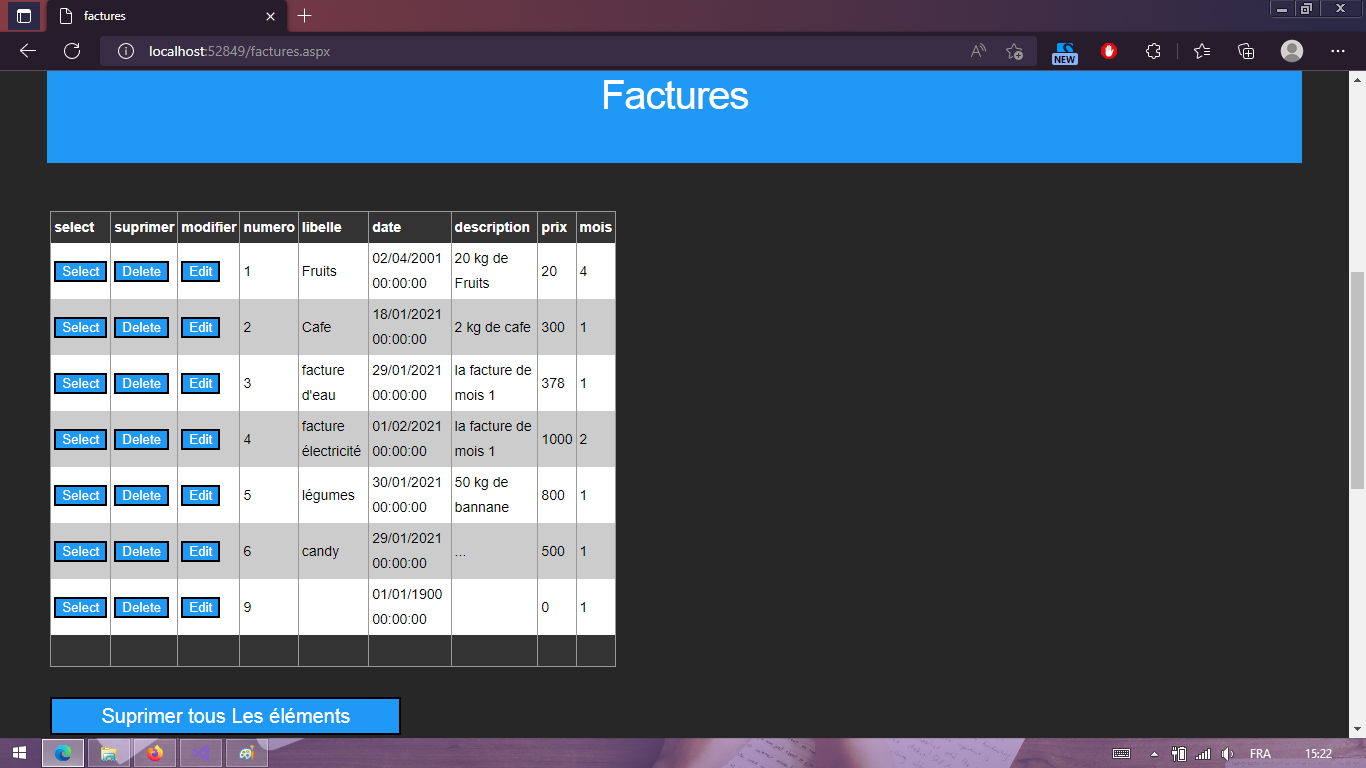 factures
localhost:52849/factures.aspx
NEW
Factures
select suprimer modifier numero libelle date description prix mois
Select Delete Edit 1 Fruits 02/04/2001 00:00:00 20 kg de Fruits 20 4
Select Delete Edit 2 Cafe 18/01/2021 00:00:00 2 kg de cafe 300 1
Select Delete Edit 3 facture d'eau 29/01/2021 00:00:00 la facture de mois 1 378 1
Select Delete Edit 4 facture électricité 01/02/2021 00:00:00 la facture de mois 1 1000 2
Select Delete Edit 5 légumes 30/01/2021 00:00:00 50 kg de bannane 800 1
Select Delete Edit 6 candy 29/01/2021 00:00:00 ... 500 1
Select Delete Edit 9 01/01/1900 00:00:00 0 1
Suprimer tous Les éléments
FRA 15:22